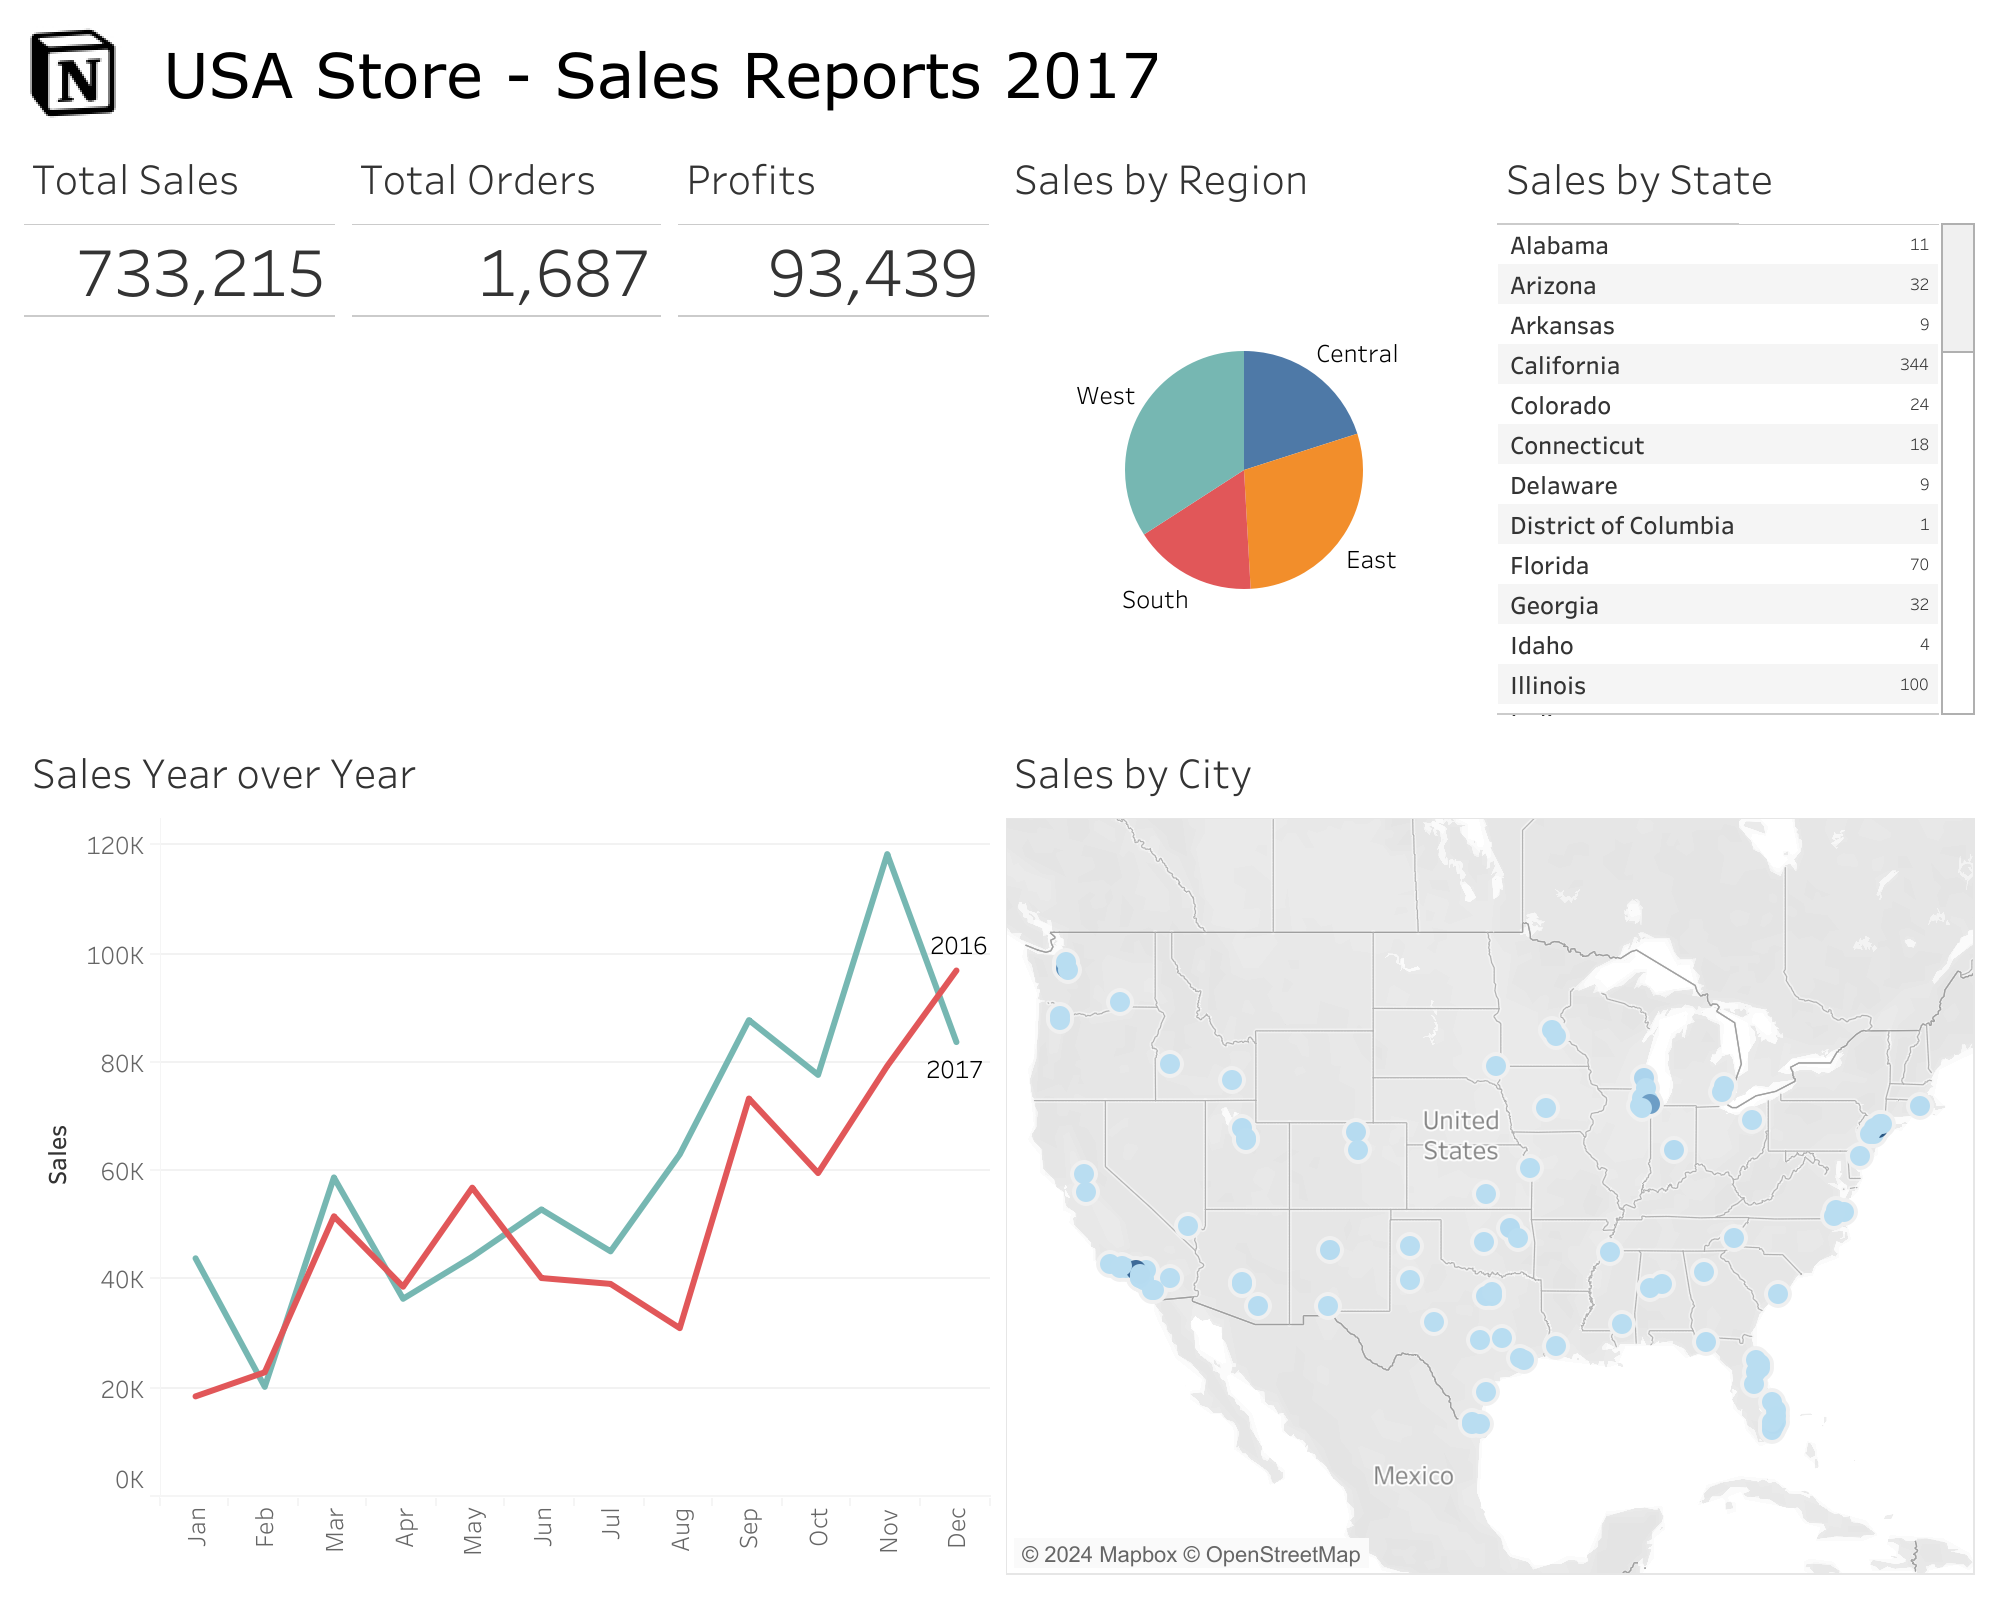 N
USA Store - Sales Reports 2017
Total Sales
733,215
Total Orders
1,687
Profits
93,439
Sales by Region
Central
West
East
South
Sales by State
Alabama 11
Arizona 32
Arkansas 9
California 344
Colorado 24
Connecticut 18
Delaware 9
District of Columbia 1
Florida 70
Georgia 32
Idaho 4
Illinois 100
Sales Year over Year
Sales
120K
100K
80K
60K
40K
20K
0K
2016
2017
Jan
Feb
Mar
Apr
May
Jun
Jul
Aug
Sep
Oct
Nov
Dec
Sales by City
United
States
Mexico
© 2024 Mapbox © OpenStreetMap